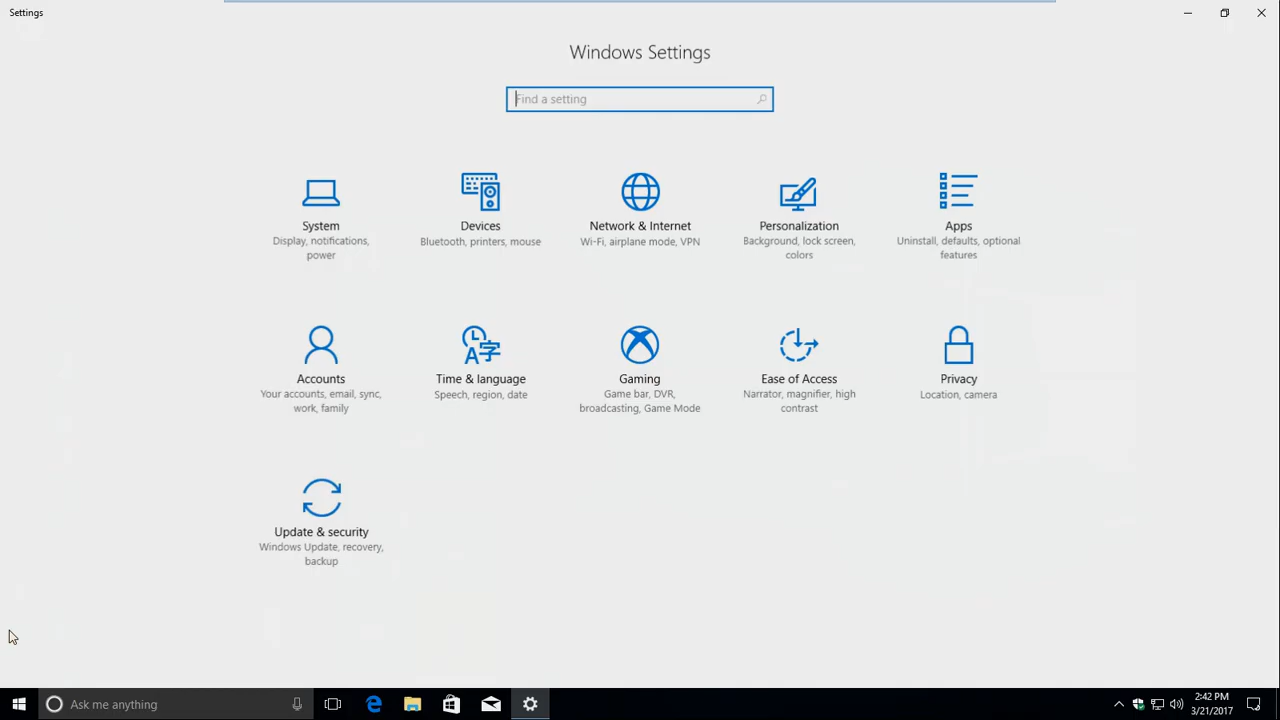 Settings
Windows Settings
Find a setting
System
Display, notifications,
power
Devices
Bluetooth, printers, mouse
Network & Internet
Wi-Fi, airplane mode, VPN
Personalization
Background, lock screen,
colors
Apps
Uninstall, defaults, optional
features
Accounts
Your accounts, email, sync,
work, family
Time & language
Speech, region, date
Gaming
Game bar, DVR,
broadcasting, Game Mode
Ease of Access
Narrator, magnifier, high
contrast
Privacy
Location, camera
Update & security
Windows Update, recovery,
backup
Ask me anything
2:42 PM
3/21/2017